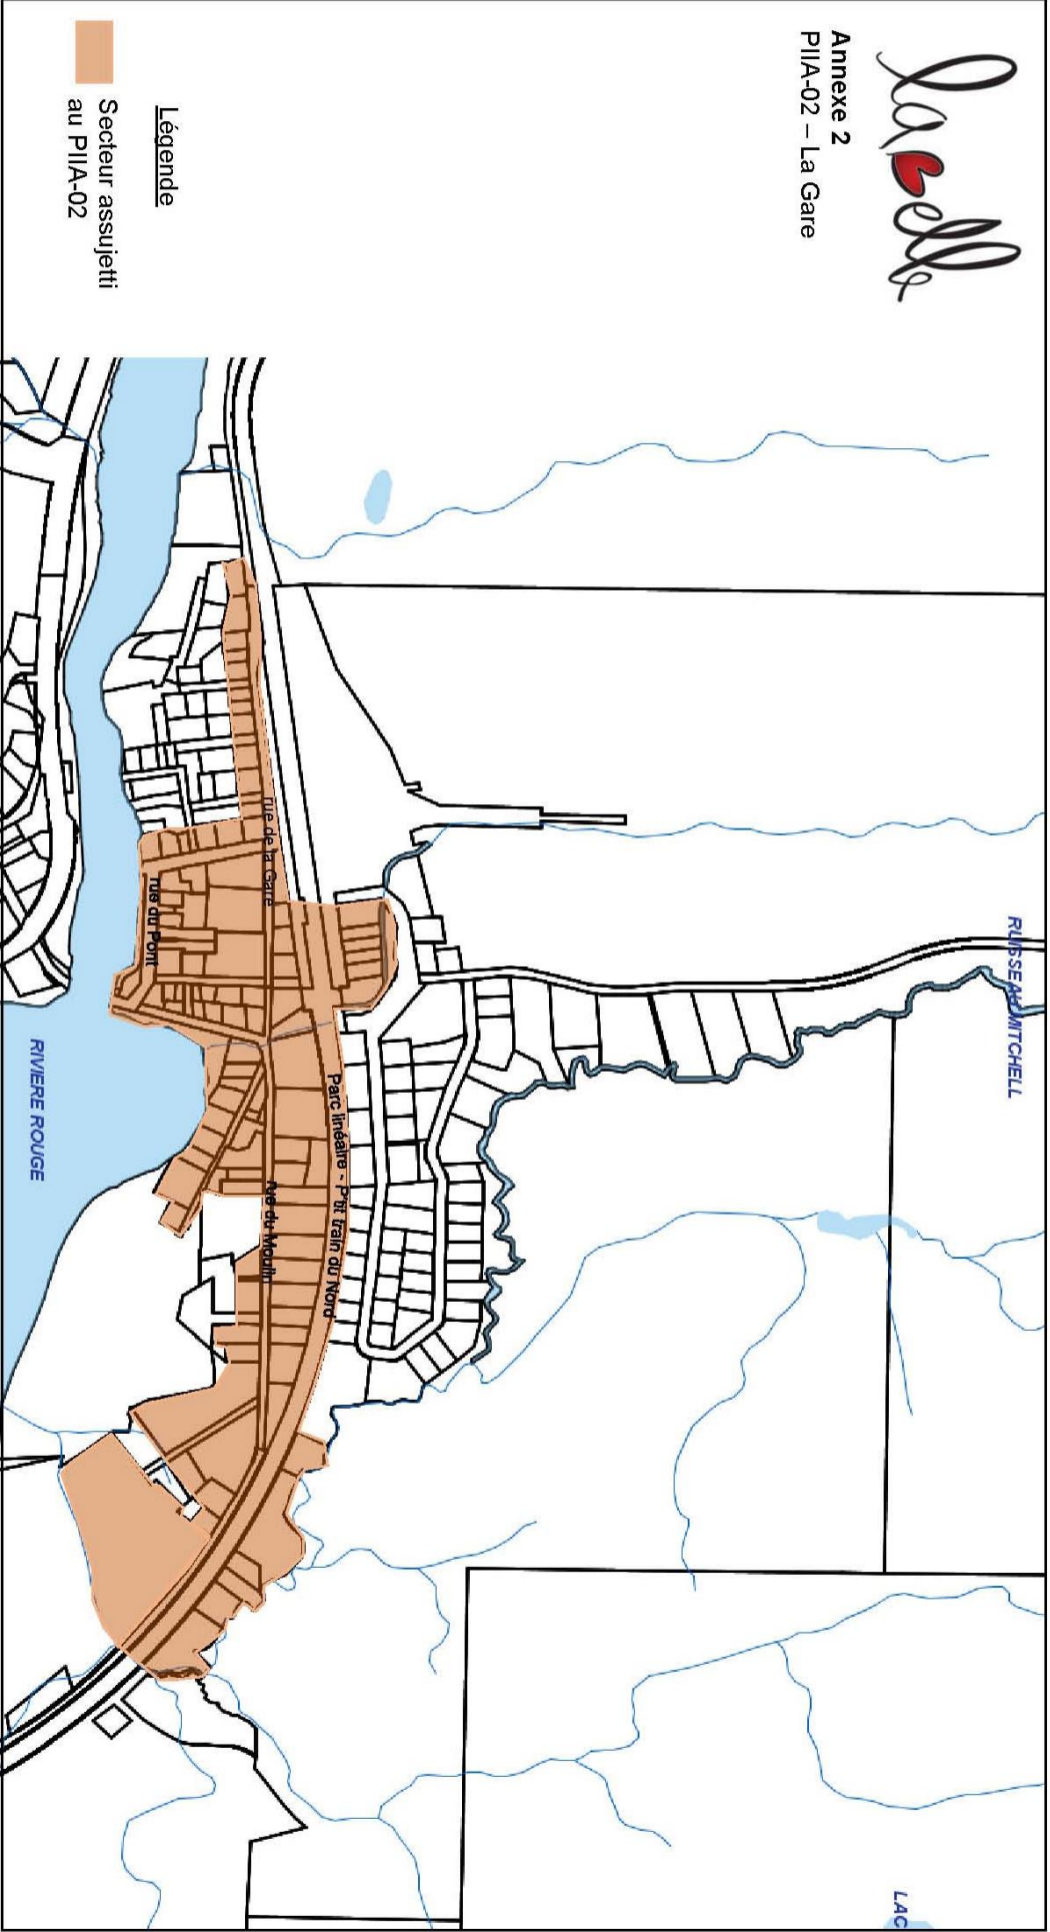 Labelle
Annexe 2
PIIA-02 – La Gare
Légende
Secteur assujetti
au PIIA-02
RUISSEAU MITCHELL
LAC
rue de la Gare
rue du Pont
Parc linéaire - P'tit train du Nord
rue du Moulin
RIVIERE ROUGE